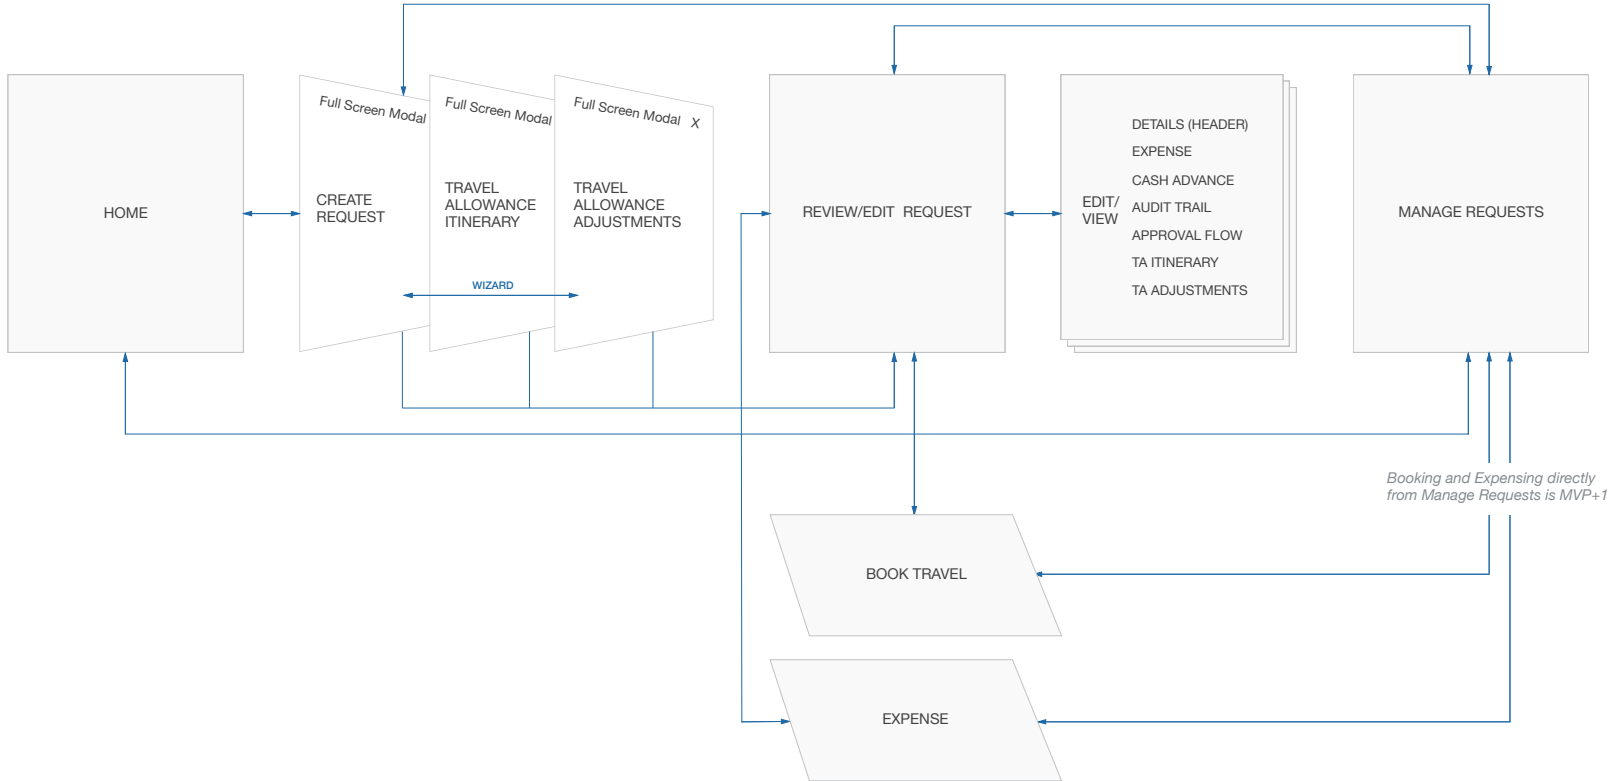 HOME
Full Screen Modal
CREATE
REQUEST
Full Screen Modal
TRAVEL
ALLOWANCE
ITINERARY
Full Screen Modal X
TRAVEL
ALLOWANCE
ADJUSTMENTS
WIZARD
REVIEW/EDIT REQUEST
EDIT/
VIEW
DETAILS (HEADER)
EXPENSE
CASH ADVANCE
AUDIT TRAIL
APPROVAL FLOW
TA ITINERARY
TA ADJUSTMENTS
MANAGE REQUESTS
Booking and Expensing directly
from Manage Requests is MVP+1
BOOK TRAVEL
EXPENSE